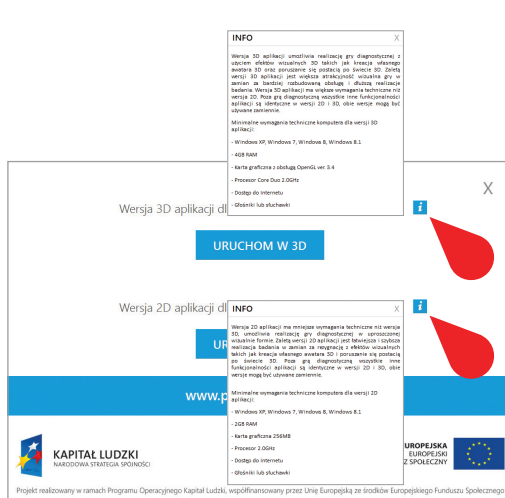 INFO X
Wersja 3D aplikacji umożliwia realizację gry diagnostycznej z
użyciem efektów wizualnych 3D takich jak kreacja własnego
awatara 3D oraz poruszanie się postacią po świecie 3D. Zaletą
wersji 3D aplikacji jest większa atrakcyjność wizualna gry w
zamian za bardziej rozbudowaną obsługę i dłuższą realizacje
badania. Wersja 3D aplikacji ma większe wymagania techniczne niż
wersja 2D. Poza grą diagnostyczną wszystkie inne funkcjonalności
aplikacji są identyczne w wersji 2D i 3D, obie wersje mogą być
używane zamiennie.
Minimalne wymagania techniczne komputera dla wersji 3D
aplikacji:
- Windows XP, Windows 7, Windows 8, Windows 8.1
- 4GB RAM
- Karta graficzna z obsługą OpenGL ver. 3.4
- Procesor Core Duo 2.0GHz
- Dostęp do Internetu
- Głośniki lub słuchawki
X
Wersja 3D aplikacji dl
i
URUCHOM W 3D
Wersja 2D aplikacji dl
i
INFO X
Wersja 2D aplikacji ma mniejsze wymagania techniczne niż wersja
3D, umożliwia realizację gry diagnostycznej w uproszczonej
wizualnie formie. Zaletą wersji 2D aplikacji jest łatwiejsza i szybsza
realizacja badania w zamian za rezygnację z efektów wizualnych
takich jak kreacja własnego awatara 3D i poruszanie się postacią
po świecie 3D. Poza grą diagnostyczną wszystkie inne
funkcjonalności aplikacji są identyczne w wersji 2D i 3D, obie
wersje mogą być używane zamiennie.
Minimalne wymagania techniczne komputera dla wersji 2D
aplikacji:
- Windows XP, Windows 7, Windows 8, Windows 8.1
- 2GB RAM
- Karta graficzna 256MB
- Procesor 2.0GHz
- Dostęp do Internetu
- Głośniki lub słuchawki
UR
www.p
KAPITAŁ LUDZKI
NARODOWA STRATEGIA SPÓJNOŚCI
UROPEJSKA
EUROPEJSKI
Z SPOŁECZNY
Projekt realizowany w ramach Programu Operacyjnego Kapitał Ludzki, współfinansowany przez Unię Europejską ze środków Europejskiego Funduszu Społecznego